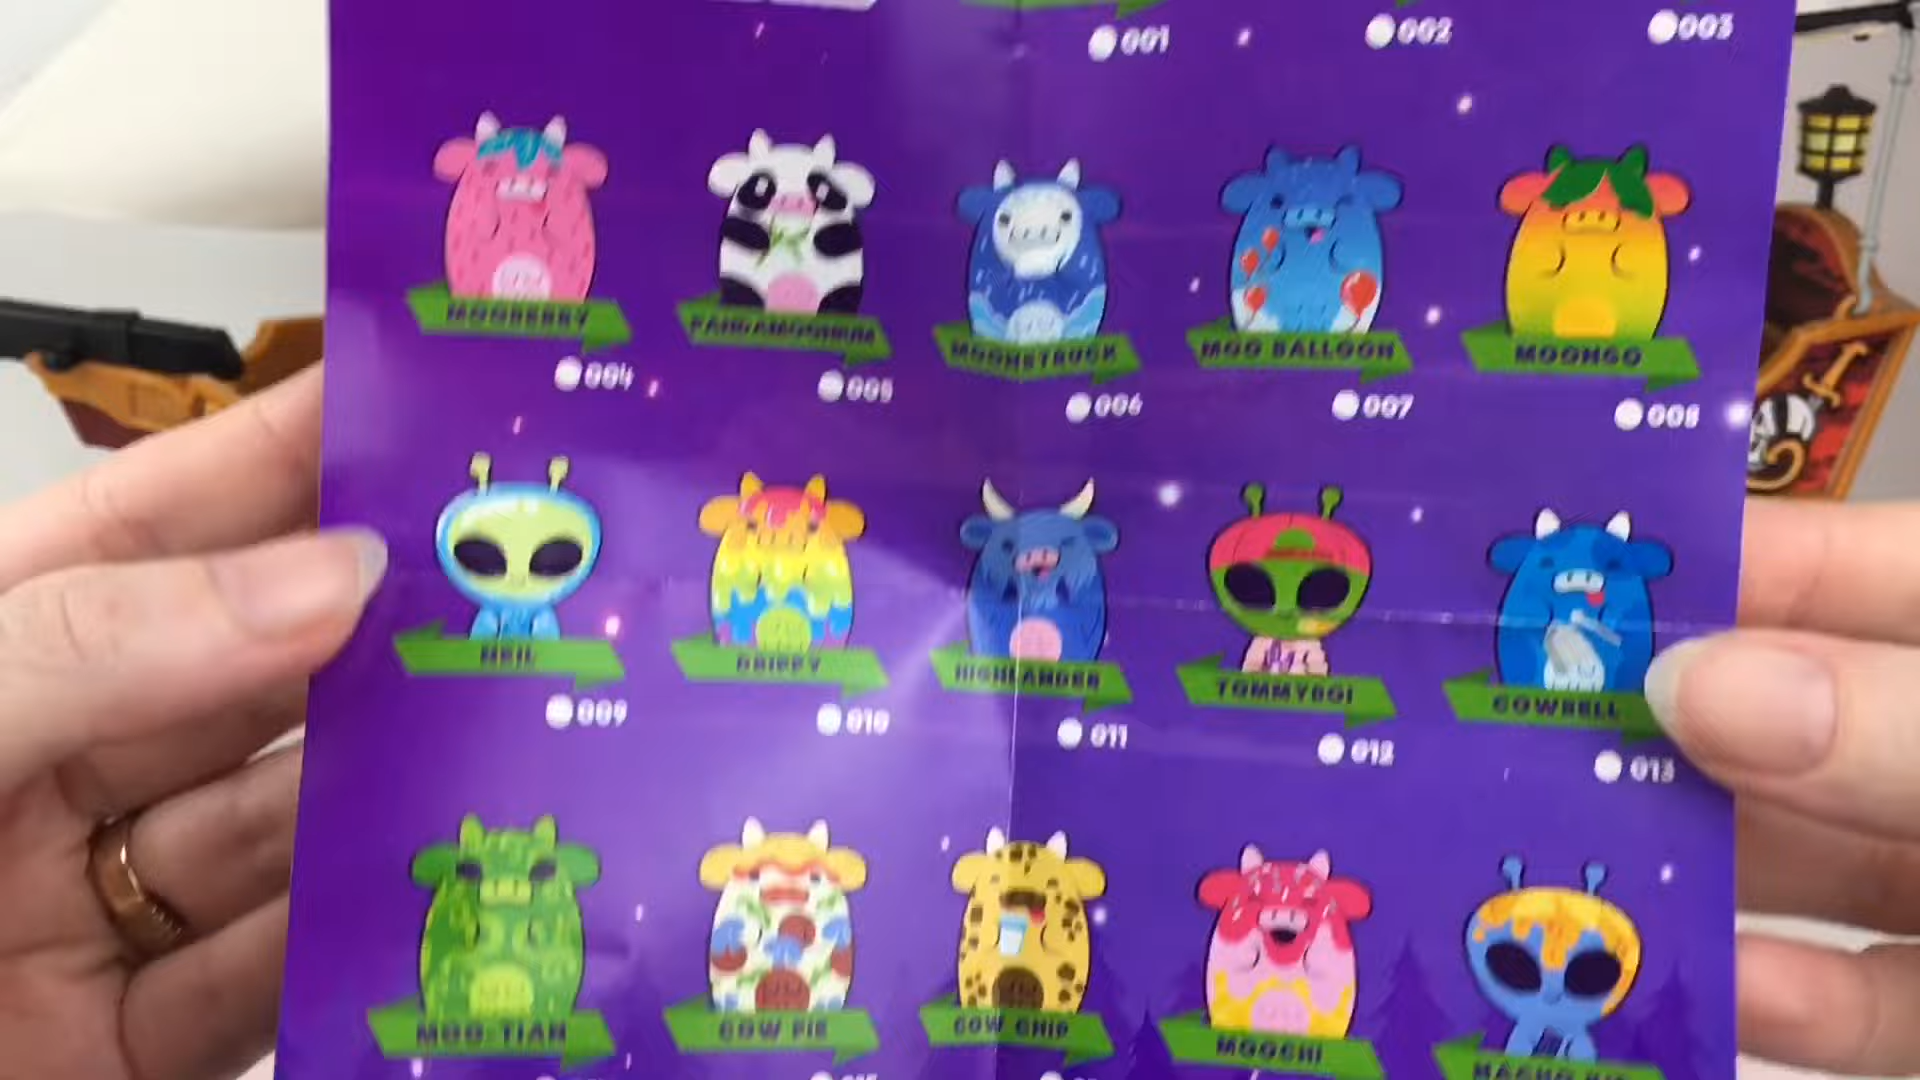 001 002 003
MOOBERRY PANDAMOONIUM MOONSTRUCK MOO BALLOON MOONGO
004 005 006 007 008
NEIL DRIPPY HIGHLANDER TOMMYBOI COWBELL
009 010 011 012 013
MOO-TIAN COW PIE COW CHIP MOOCHI